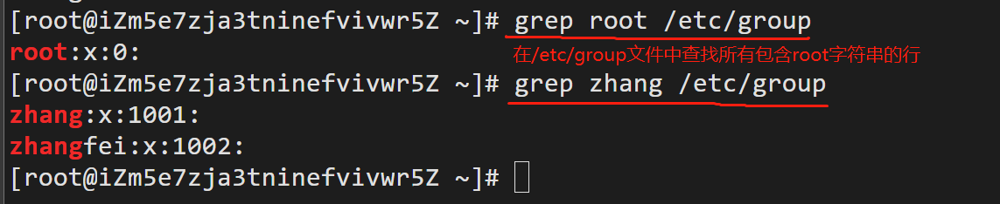 [root@iZm5e7zja3tninefvivwr5Z ~]# grep root /etc/group
root:x:0:
在/etc/group文件中查找所有包含root字符串的行
[root@iZm5e7zja3tninefvivwr5Z ~]# grep zhang /etc/group
zhang:x:1001:
zhangfei:x:1002:
[root@iZm5e7zja3tninefvivwr5Z ~]#